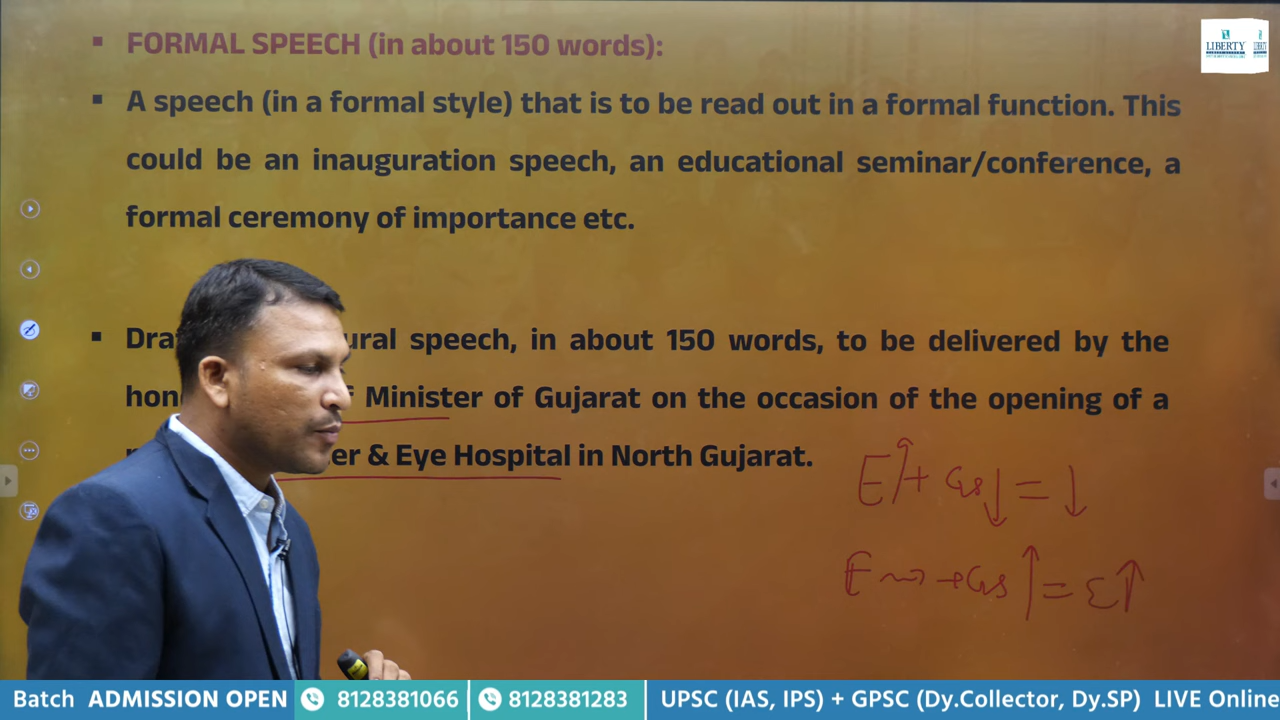 FORMAL SPEECH (in about 150 words):
LIBERTY
A speech (in a formal style) that is to be read out in a formal function. This
could be an inauguration speech, an educational seminar/conference, a
formal ceremony of importance etc.
ural speech, in about 150 words, to be delivered by the
hon Minister of Gujarat on the occasion of the opening of a
er & Eye Hospital in North Gujarat.
E↑ + GS↓ = ↓
E → + GS ↑ = E↑
Batch ADMISSION OPEN 8128381066 8128381283 UPSC (IAS, IPS) + GPSC (Dy.Collector, Dy.SP) LIVE Online